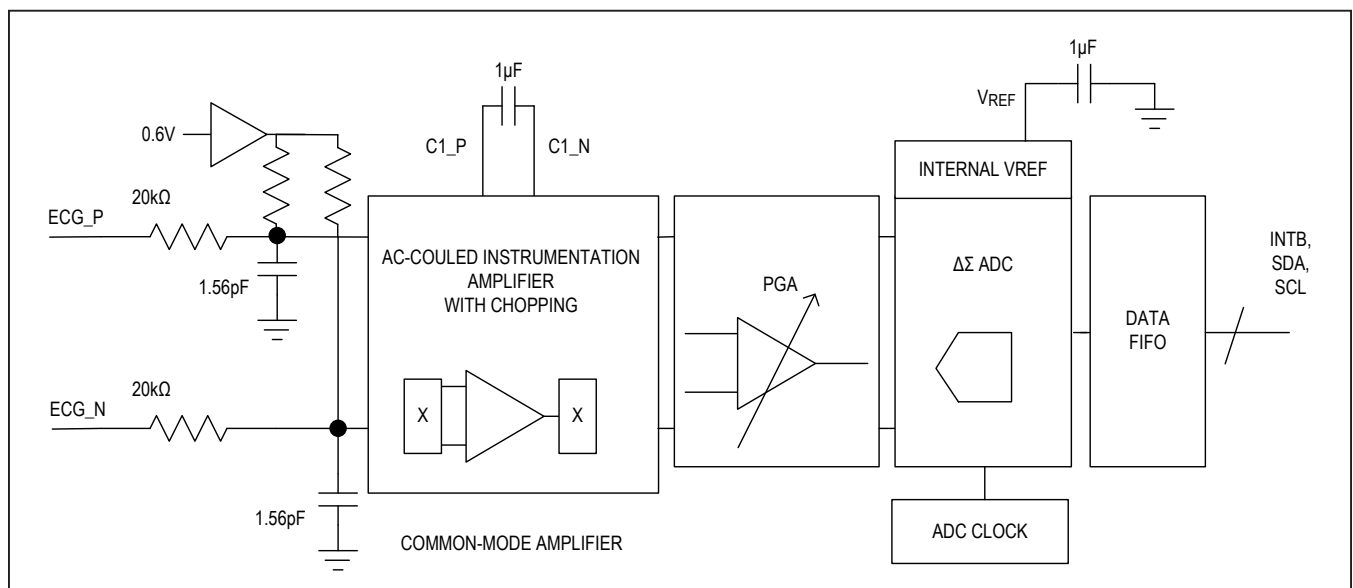 1µF
1µF
VREF
0.6V
C1_P
C1_N
INTERNAL VREF
20kΩ
ECG_P
1.56pF
AC-COULED INSTRUMENTATION
AMPLIFIER
WITH CHOPPING
PGA
ΔΣ ADC
DATA
FIFO
INTB,
SDA,
SCL
20kΩ
ECG_N
X
X
1.56pF
COMMON-MODE AMPLIFIER
ADC CLOCK